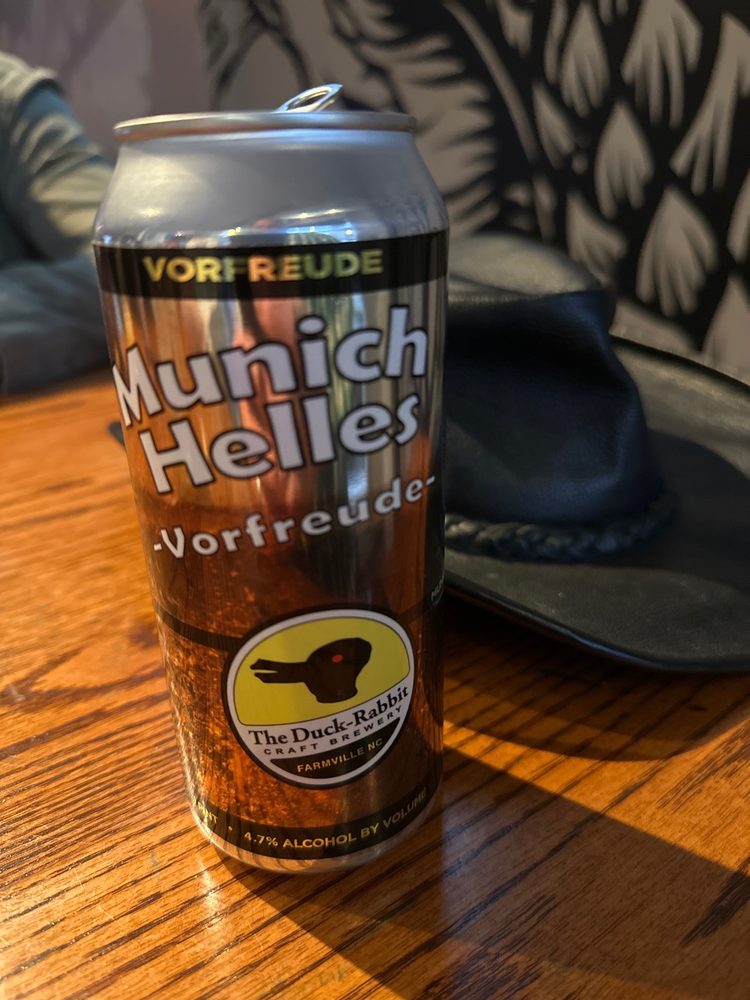 VORFREUDE
Munich
Helles
-Vorfreude-
The Duck-Rabbit
CRAFT BREWERY
FARMVILLE NC
4.7% ALCOHOL BY VOLUME